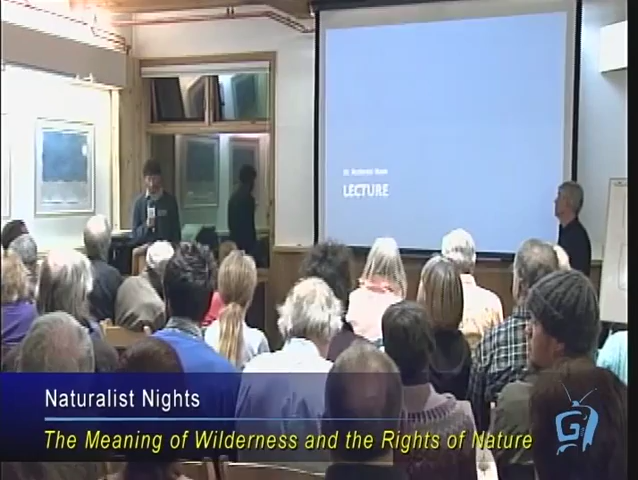 LECTURE
Naturalist Nights
The Meaning of Wilderness and the Rights of Nature
G